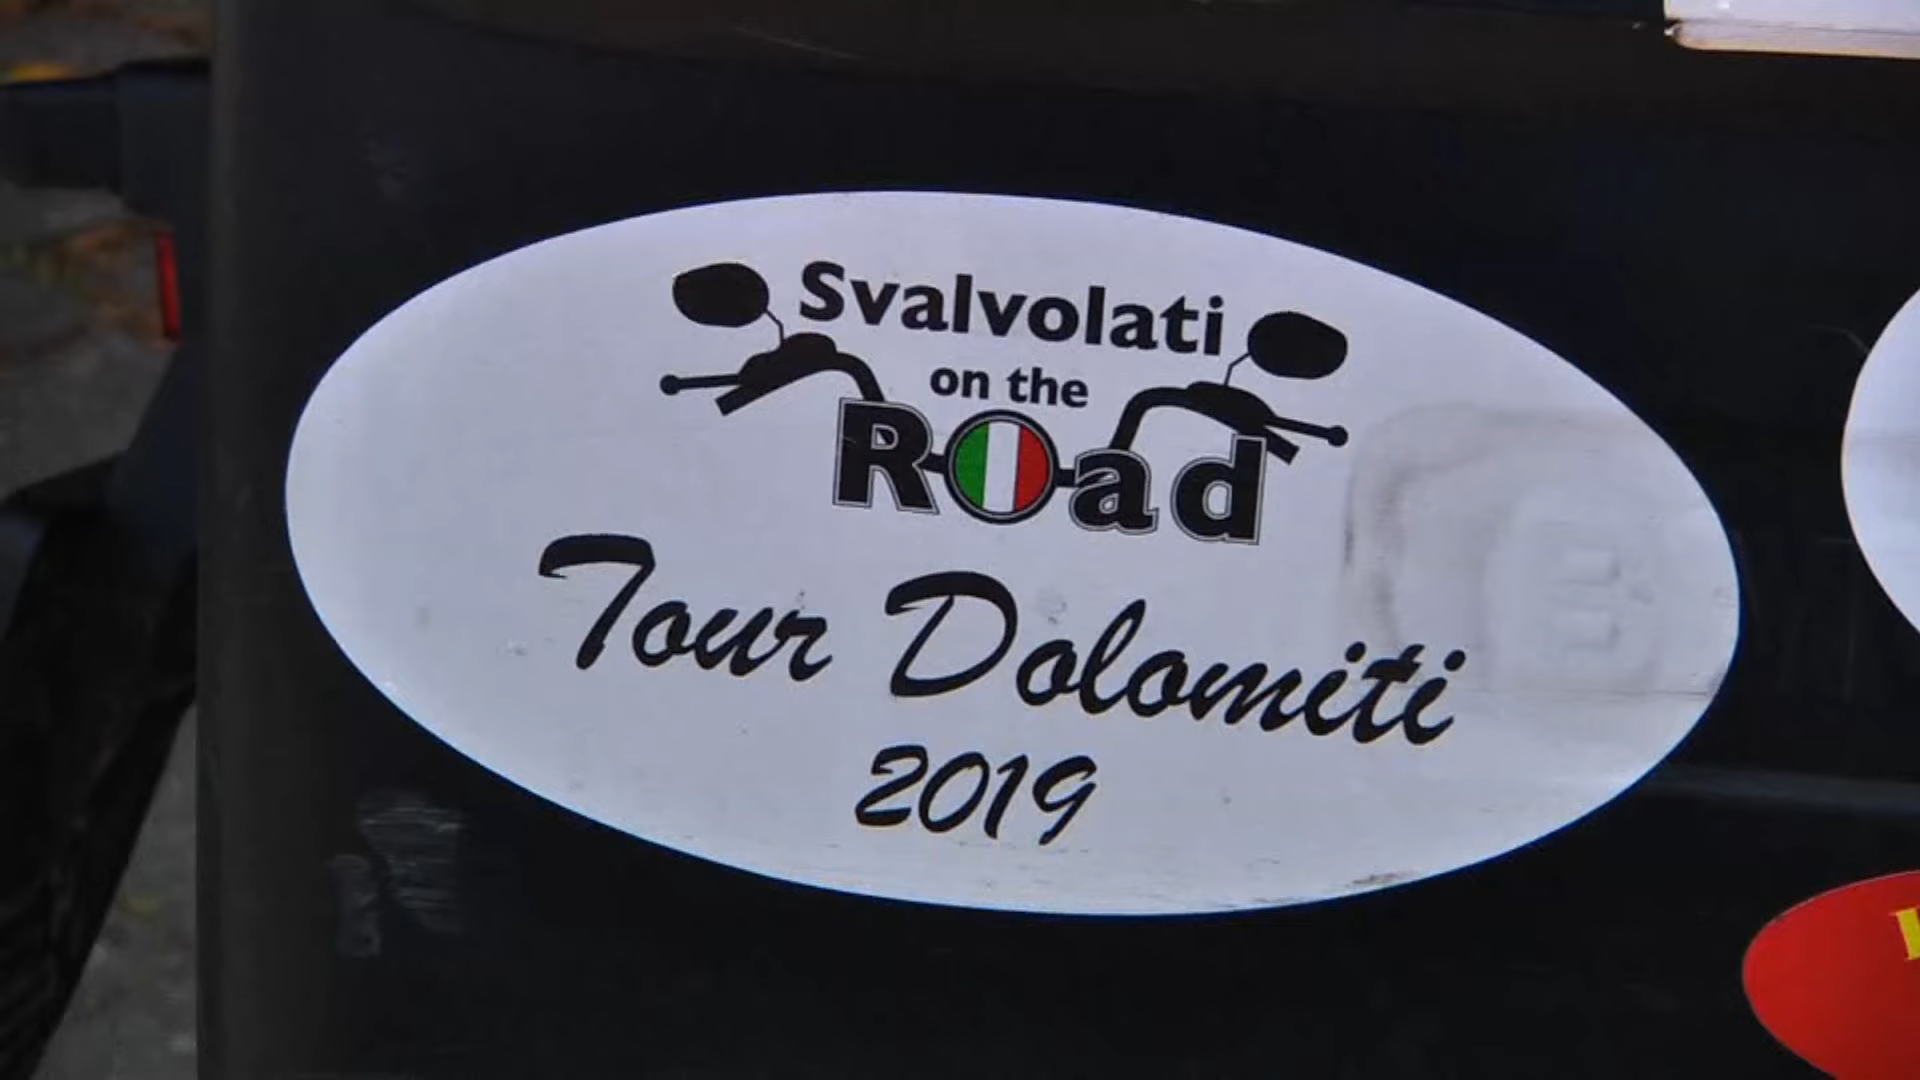 Svalvolati
on the
Road
Tour Dolomiti
2019